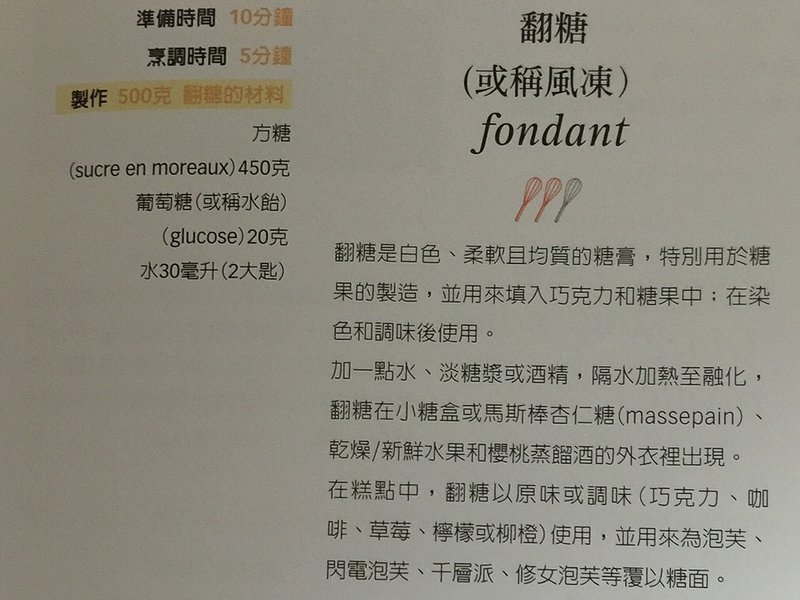 準備時間 10分鐘
烹調時間 5分鐘
製作 500克 翻糖的材料
方糖
(sucre en moreaux)450克
葡萄糖(或稱水飴)
(glucose)20克
水30毫升(2大匙)
翻糖
(或稱風凍)
fondant
翻糖是白色、柔軟且均質的糖膏，特別用於糖
果的製造，並用來填入巧克力和糖果中；在染
色和調味後使用。
加一點水、淡糖漿或酒精，隔水加熱至融化，
翻糖在小糖盒或馬斯棒杏仁糖(massepain)、
乾燥/新鮮水果和櫻桃蒸餾酒的外衣裡出現。
在糕點中，翻糖以原味或調味(巧克力、咖
啡、草莓、檸檬或柳橙)使用，並用來為泡芙、
閃電泡芙、千層派、修女泡芙等覆以糖面。